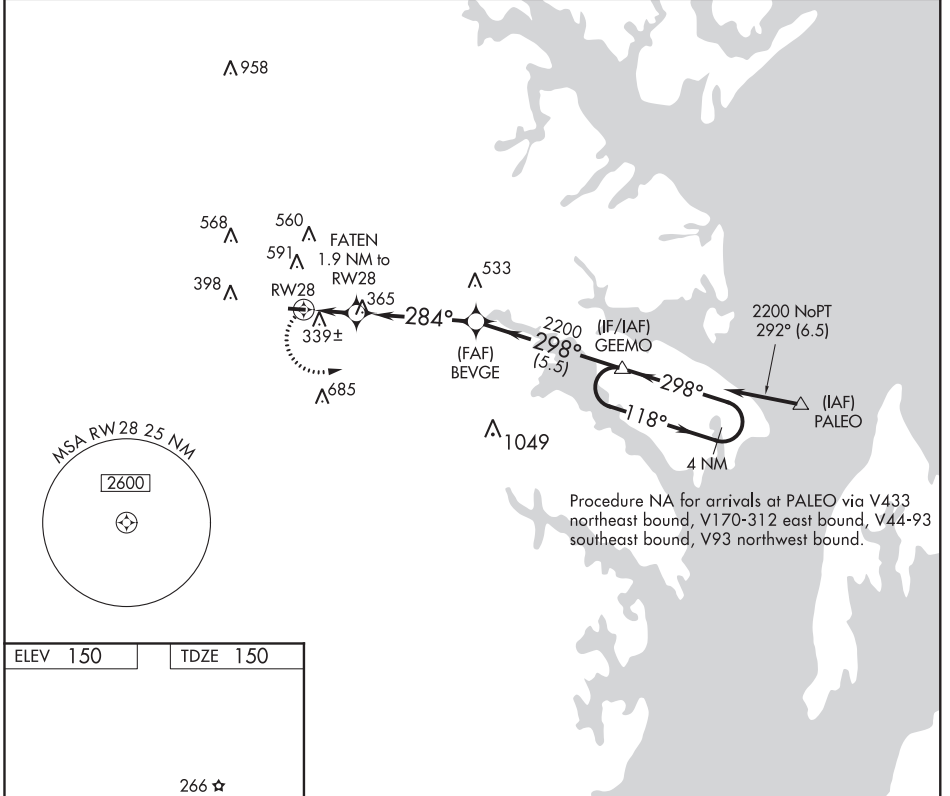 958
568
560
591
FATEN
1.9 NM to
RW28
398
RW28
365
339±
284°
533
(FAF)
BEVGE
2200
298°
(5.5)
(IF/IAF)
GEEMO
2200 NoPT
292° (6.5)
298°
118°
(IAF)
PALEO
4 NM
685
1049
MSA RW 28 25 NM
2600
Procedure NA for arrivals at PALEO via V433
northeast bound, V170-312 east bound, V44-93
southeast bound, V93 northwest bound.
ELEV 150
TDZE 150
266